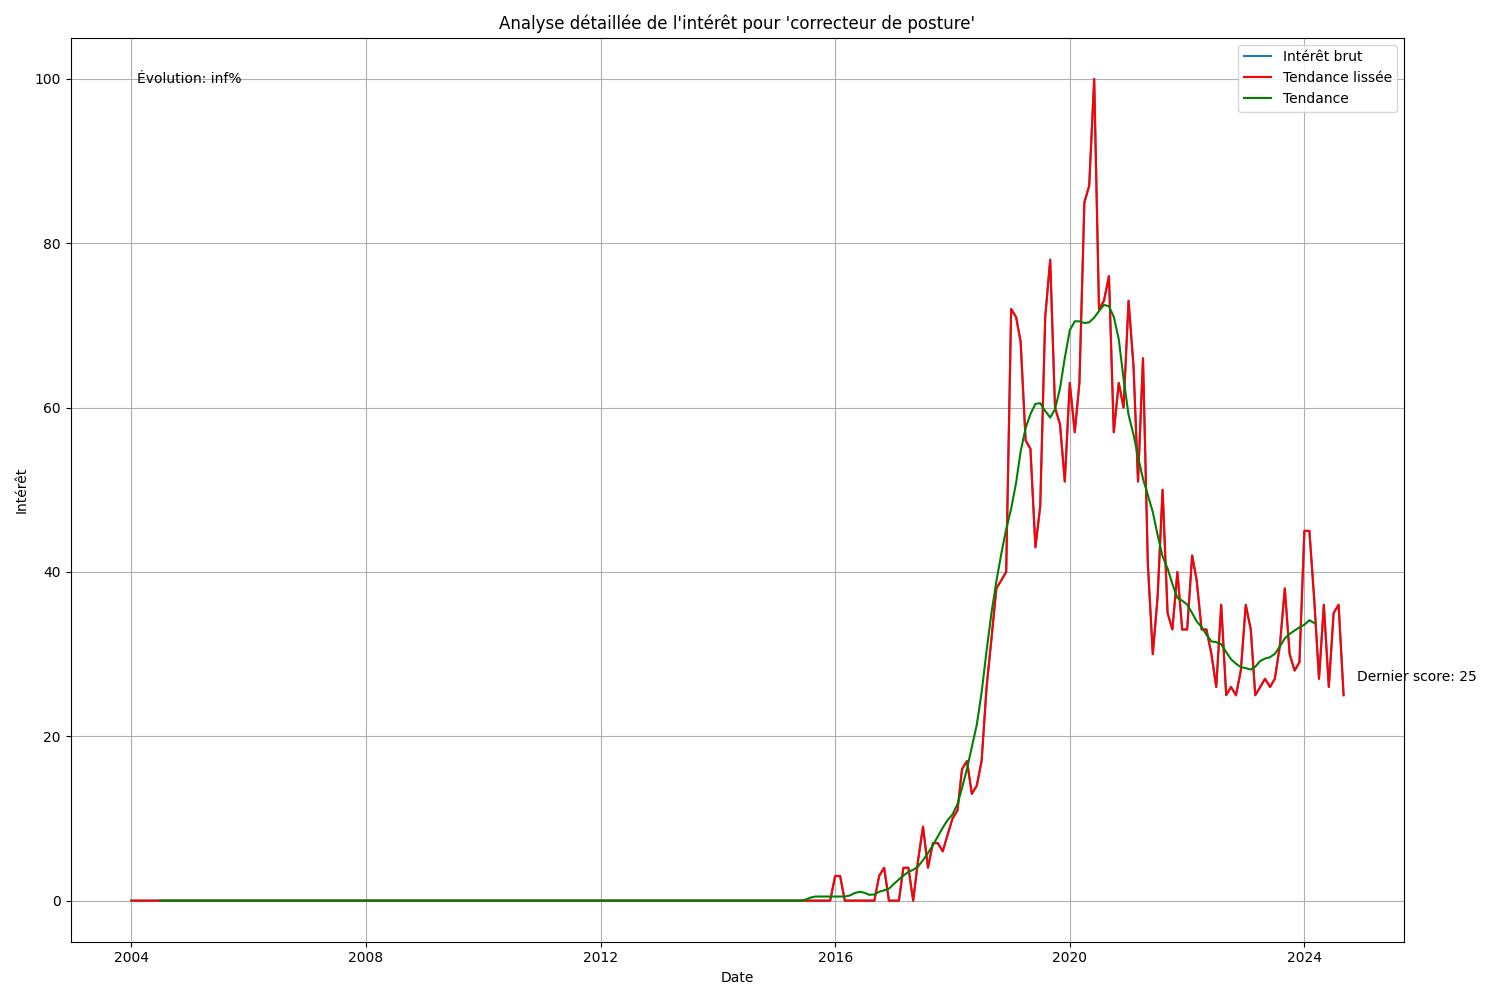 Analyse détaillée de l'intérêt pour 'correcteur de posture'
Évolution: inf%
Intérêt brut
Tendance lissée
Tendance
100
80
60
40
20
0
Intérêt
Dernier score: 25
2004
2008
2012
2016
2020
2024
Date